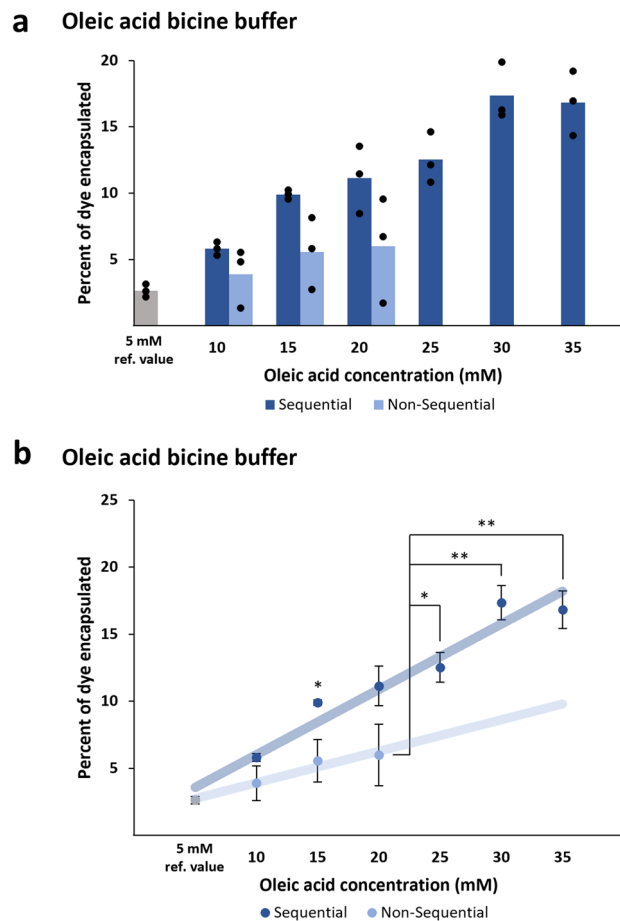 a Oleic acid bicine buffer
Percent of dye encapsulated
20
15
10
5
5 mM
ref. value
10 15 20 25 30 35
Oleic acid concentration (mM)
Sequential Non-Sequential
b Oleic acid bicine buffer
Percent of dye encapsulated
25
20
15
10
5
**
**
*
*
5 mM
ref. value
10 15 20 25 30 35
Oleic acid concentration (mM)
Sequential Non-Sequential